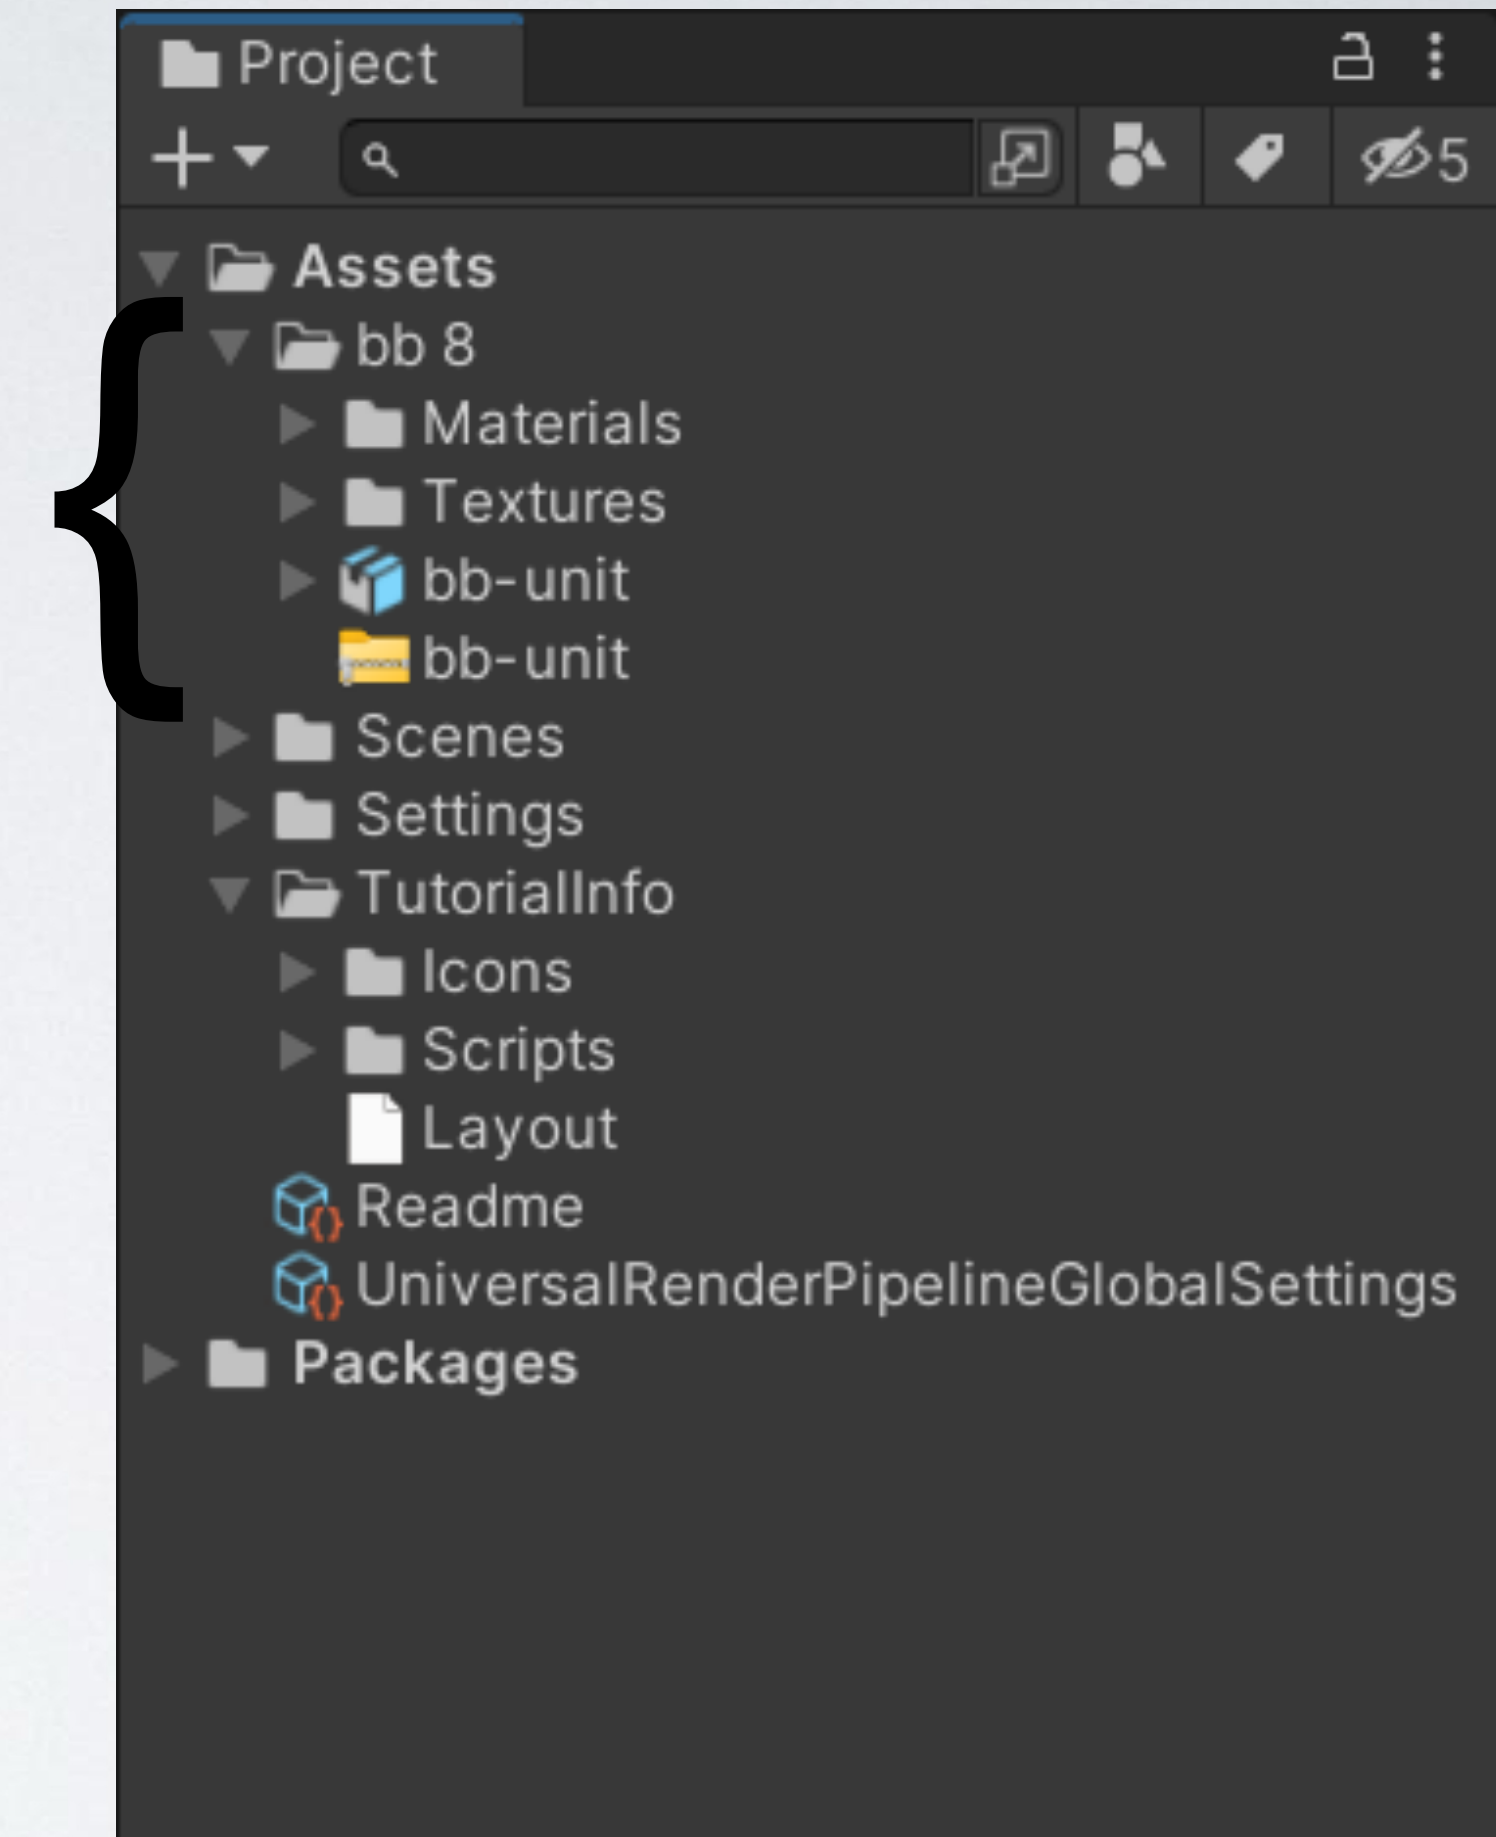 Project
5
Assets
bb 8
Materials
Textures
bb-unit
bb-unit
Scenes
Settings
TutorialInfo
Icons
Scripts
Layout
Readme
UniversalRenderPipelineGlobalSettings
Packages